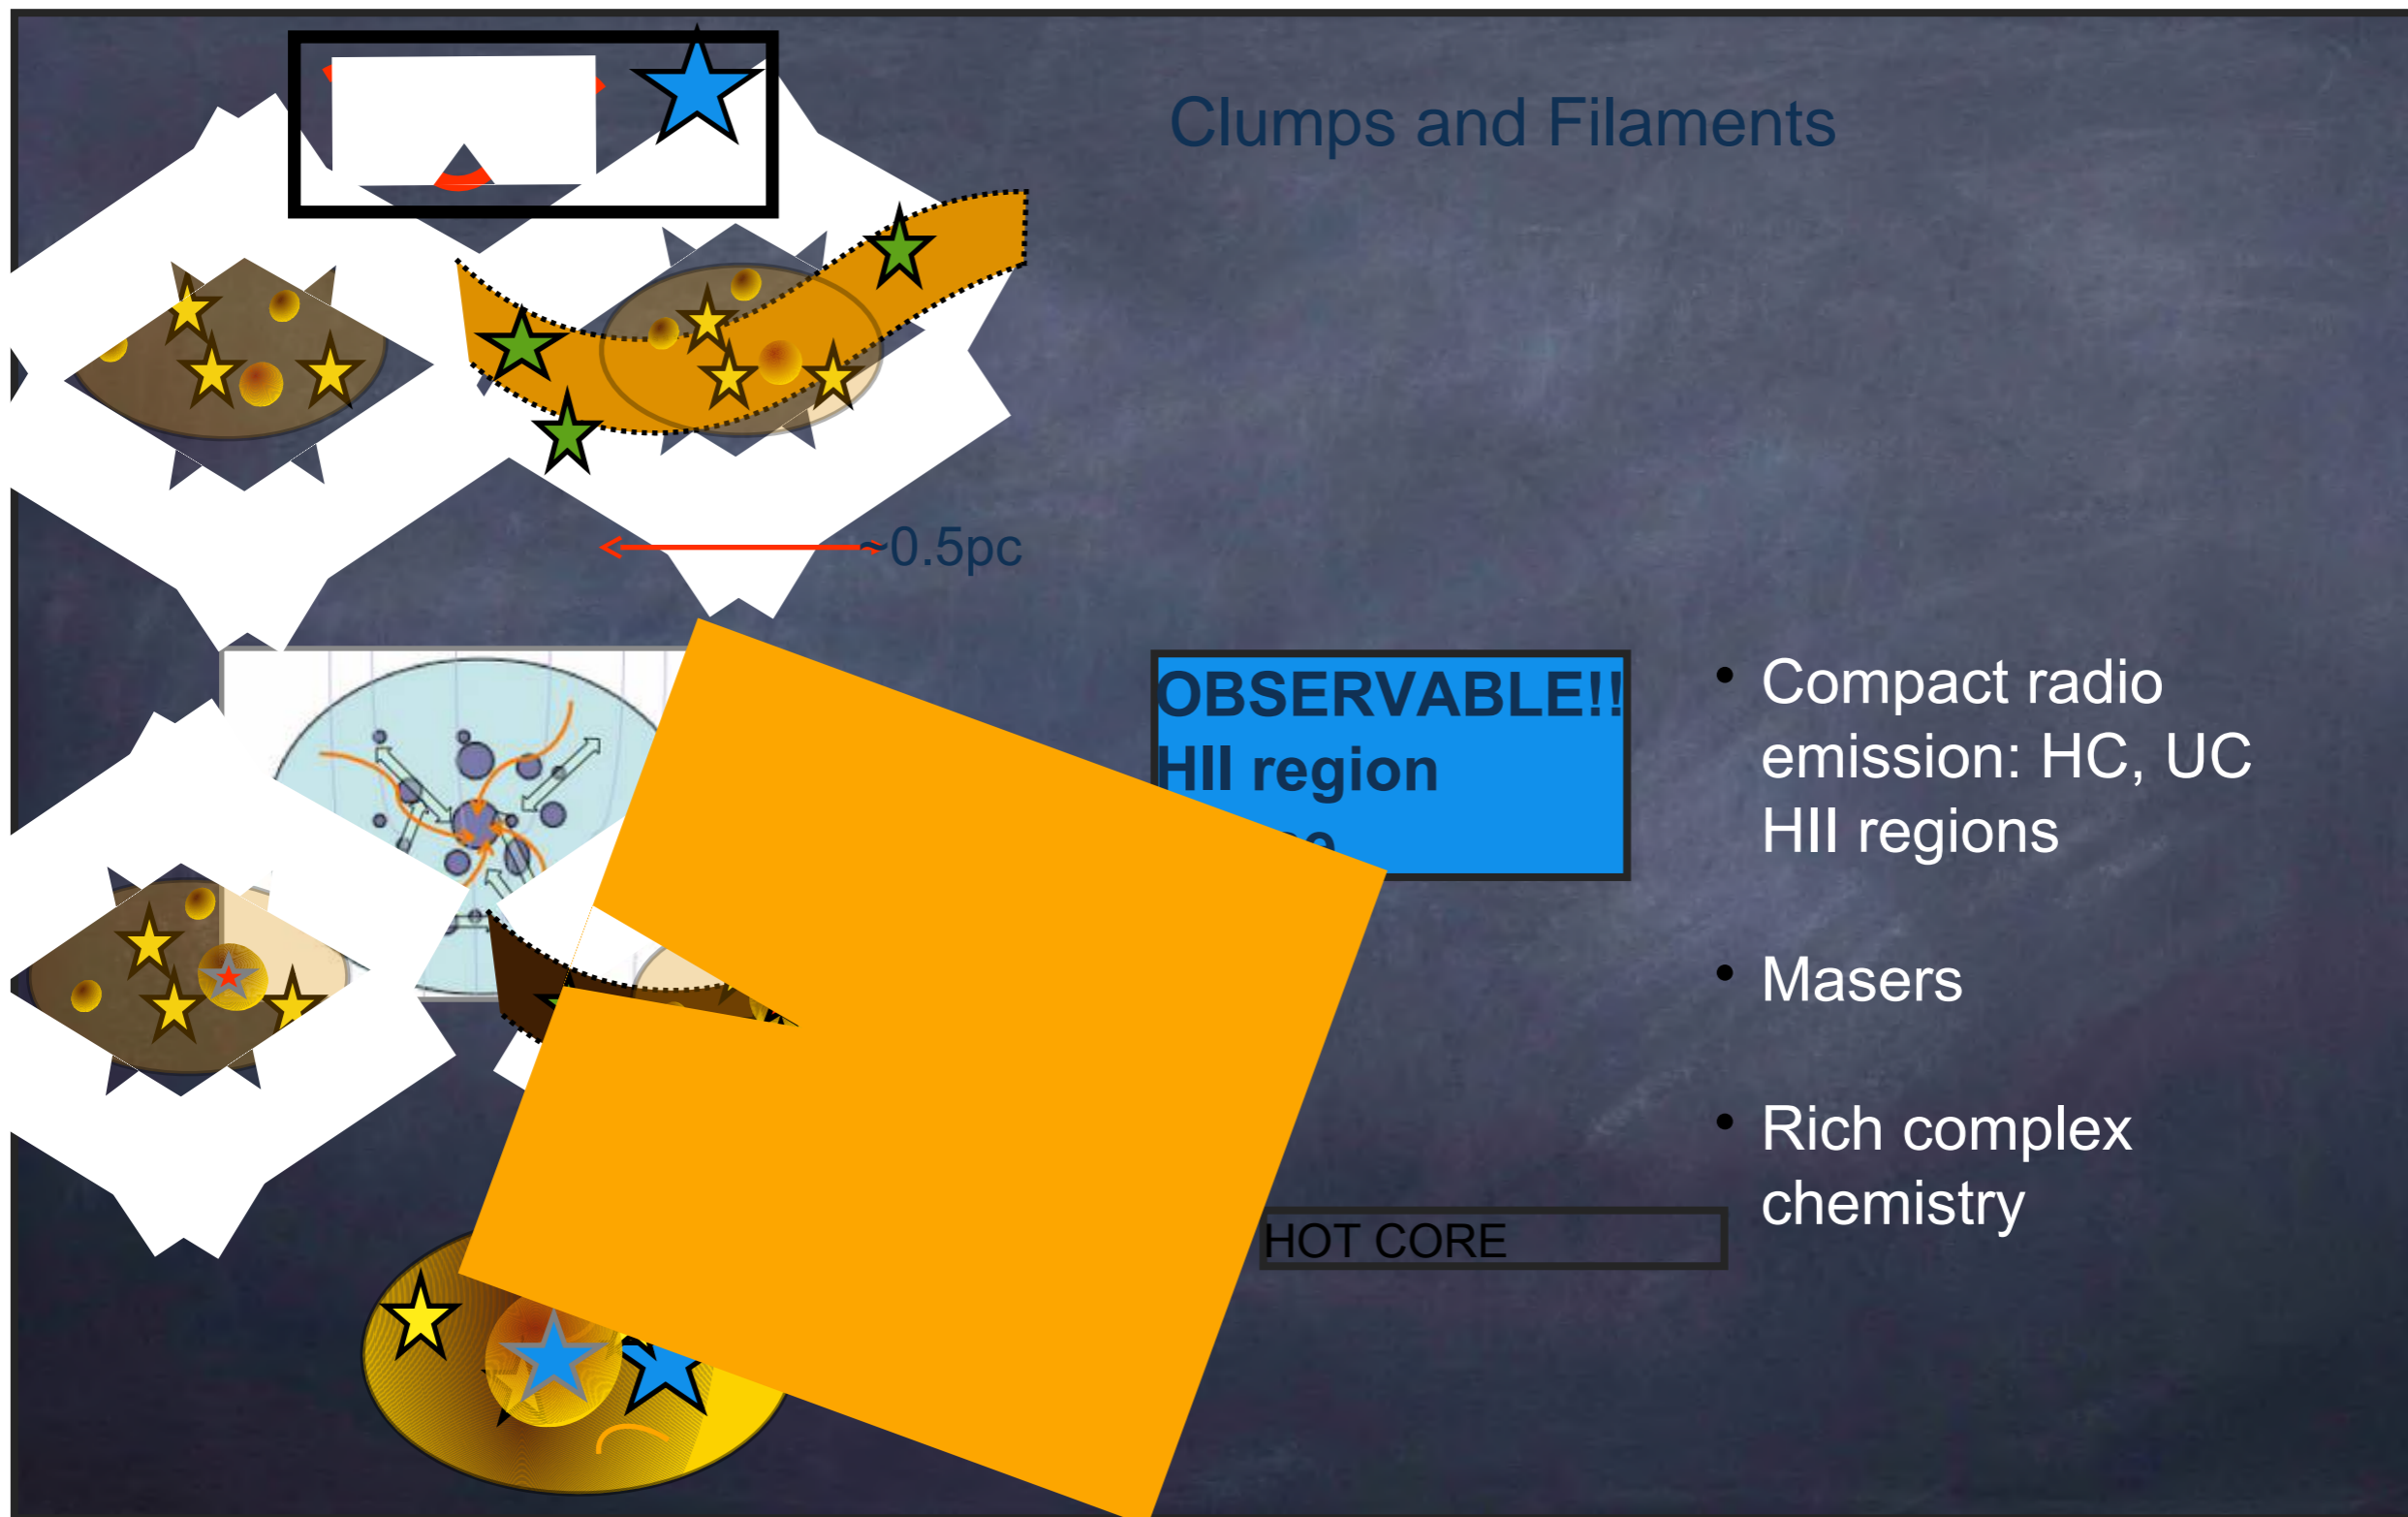 Clumps and Filaments
~0.5pc
OBSERVABLE!!
HII region
• Compact radio
emission: HC, UC
HII regions
• Masers
• Rich complex
chemistry
HOT CORE